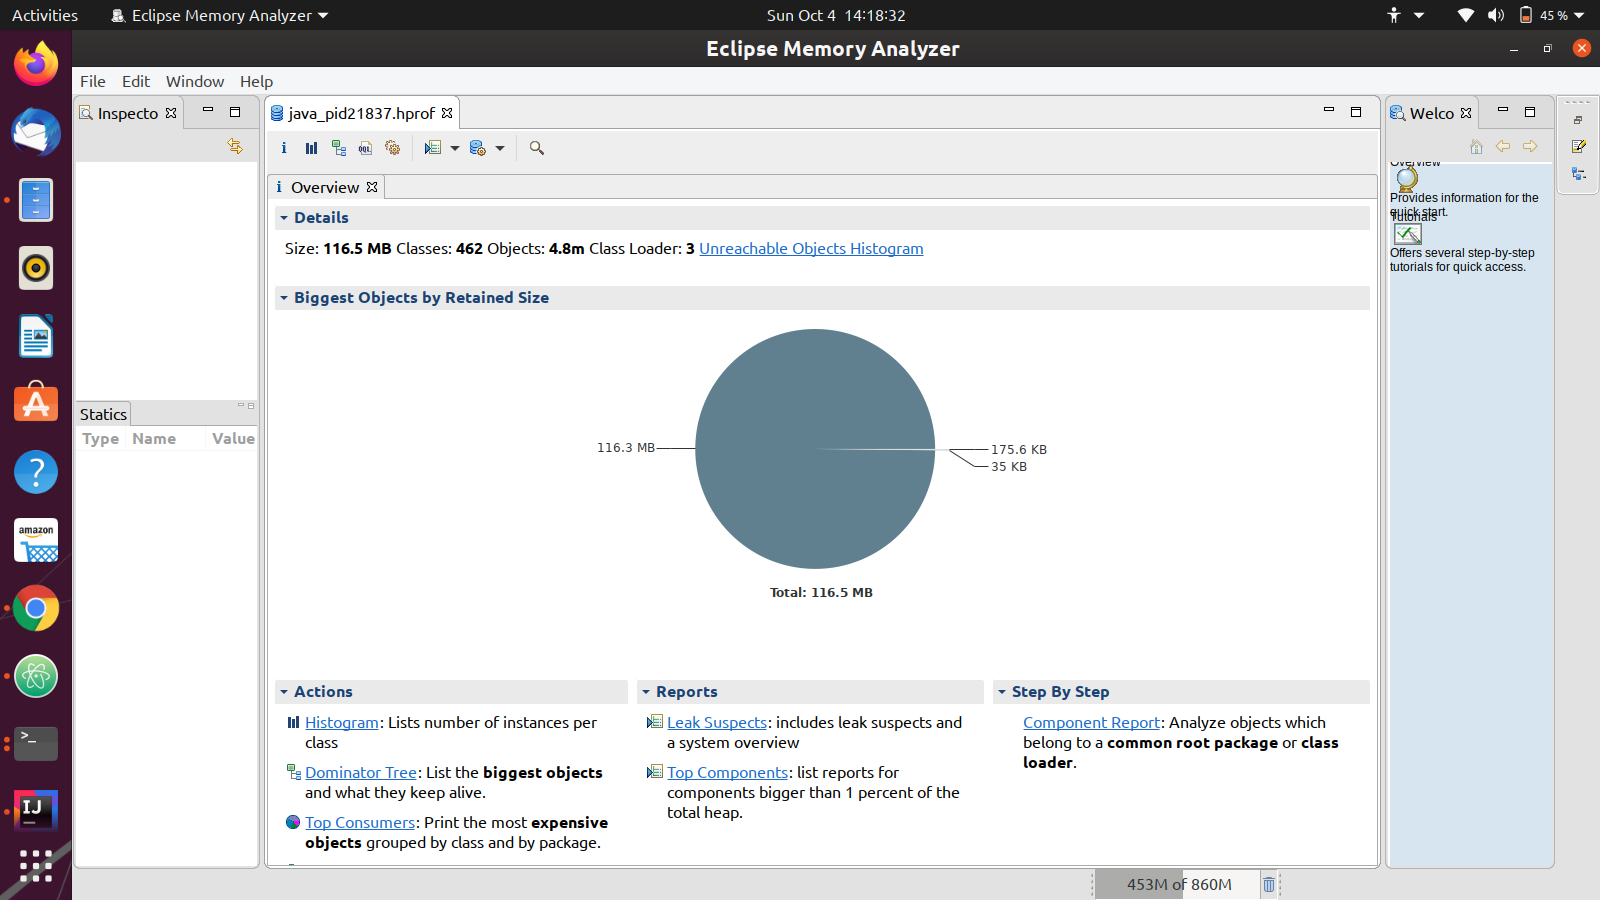 Activities
Eclipse Memory Analyzer
Sun Oct 4 14:18:32
45 %
Eclipse Memory Analyzer
File Edit Window Help
Inspecto
java_pid21837.hprof
Welco
OQL
Overview
Details
Size: 116.5 MB Classes: 462 Objects: 4.8m Class Loader: 3 Unreachable Objects Histogram
Biggest Objects by Retained Size
116.3 MB
175.6 KB
35 KB
Total: 116.5 MB
Statics
Type Name Value
Overview
Provides information for the
quick start.
Tutorials
Offers several step-by-step
tutorials for quick access.
Actions
Histogram: Lists number of instances per
class
Dominator Tree: List the biggest objects
and what they keep alive.
Top Consumers: Print the most expensive
objects grouped by class and by package.
Reports
Leak Suspects: includes leak suspects and
a system overview
Top Components: list reports for
components bigger than 1 percent of the
total heap.
Step By Step
Component Report: Analyze objects which
belong to a common root package or class
loader.
453M of 860M
amazon
>_
IJ